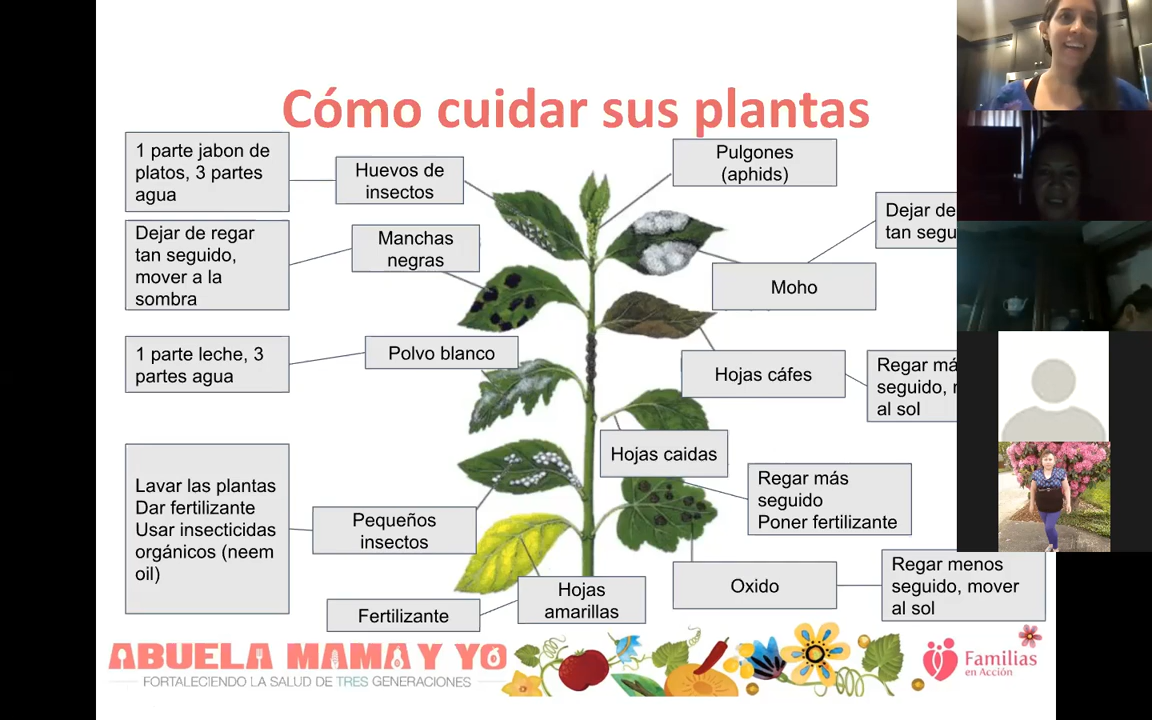 Cómo cuidar sus plantas
1 parte jabon de
platos, 3 partes
agua
Huevos de
insectos
Pulgones
(aphids)
Dejar de regar
tan seguido,
mover a la
sombra
Manchas
negras
Dejar de
tan
Moho
1 parte leche, 3
partes agua
Polvo blanco
Hojas cáfes
Regar
seguido,
al sol
Hojas caidas
Regar más
seguido
Poner fertilizante
Lavar las plantas
Dar fertilizante
Usar insecticidas
orgánicos (neem
oil)
Pequeños
insectos
Hojas
amarillas
Fertilizante
Oxido
Regar menos
seguido, mover
al sol
ABUELA MAMA Y YO
FORTALECIENDO LA SALUD DE TRES GENERACIONES
Familias
en Acción